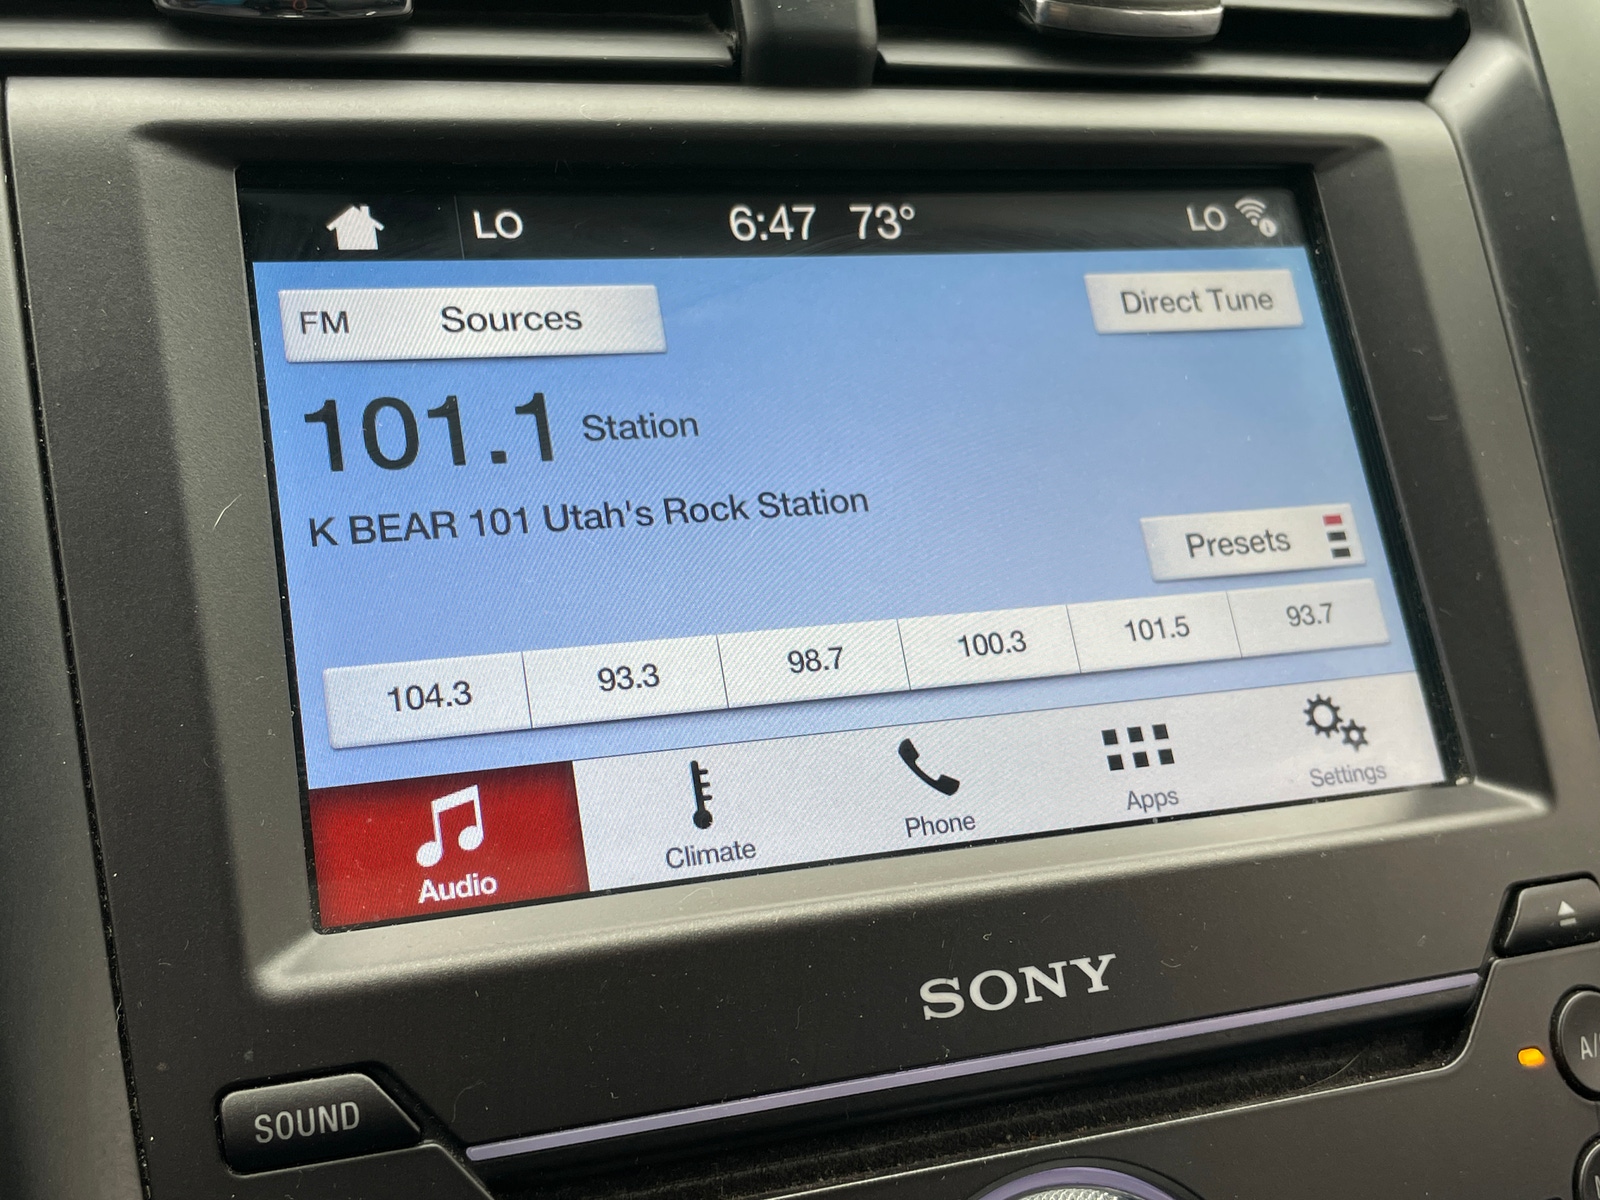 LO 6:47 73° LO
FM Sources Direct Tune
101.1 Station
K BEAR 101 Utah's Rock Station
Presets
104.3 93.3 98.7 100.3 101.5 93.7
Audio Climate Phone Apps Settings
SONY
SOUND